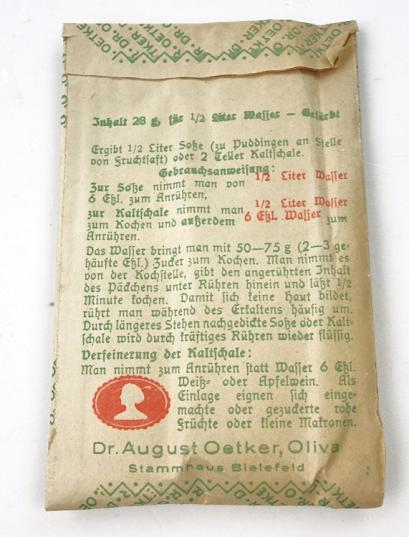 OETKE DR. OETKER DR. OETKER
Inhalt 28 g, für 1/2 Liter Wasser — Gefärbt
Ergibt 1/2 Liter Soße (zu Puddingen an Stelle
von Fruchtsaft) oder 2 Teller Kaltschale.
Gebrauchsanweisung:
Zur Soße nimmt man von 1/2 Liter Wasser
6 Eßl. zum Anrühren,
zur Kaltschale nimmt man 1/2 Liter Wasser
zum Kochen und außerdem 6 Eßl. Wasser zum
Anrühren.
Das Wasser bringt man mit 50—75 g (2—3 ge-
häufte Eßl.) Zucker zum Kochen. Man nimmt es
von der Kochstelle, gibt den angerührten Inhalt
des Päckchens unter Rühren hinein und läßt 1/2
Minute kochen. Damit sich keine Haut bildet,
rührt man während des Erkaltens häufig um.
Durch längeres Stehen nachgedickte Soße oder Kalt-
schale wird durch kräftiges Rühren wieder flüssig.
Verfeinerung der Kaltschale:
Man nimmt zum Anrühren statt Wasser 6 Eßl.
Weiß- oder Apfelwein. Als
Einlage eignen sich einge-
machte oder gezuckerte rohe
Früchte oder kleine Makronen.
Dr. August Oetker, Oliva
Stammhaus Bielefeld